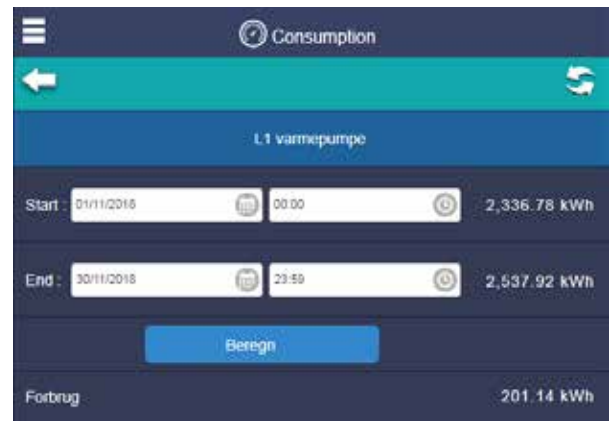 Consumption
L1 varmepumpe
Start : 01/11/2018 00:00 2,336.78 kWh
End : 30/11/2018 23:59 2,537.92 kWh
Beregn
Forbrug 201.14 kWh